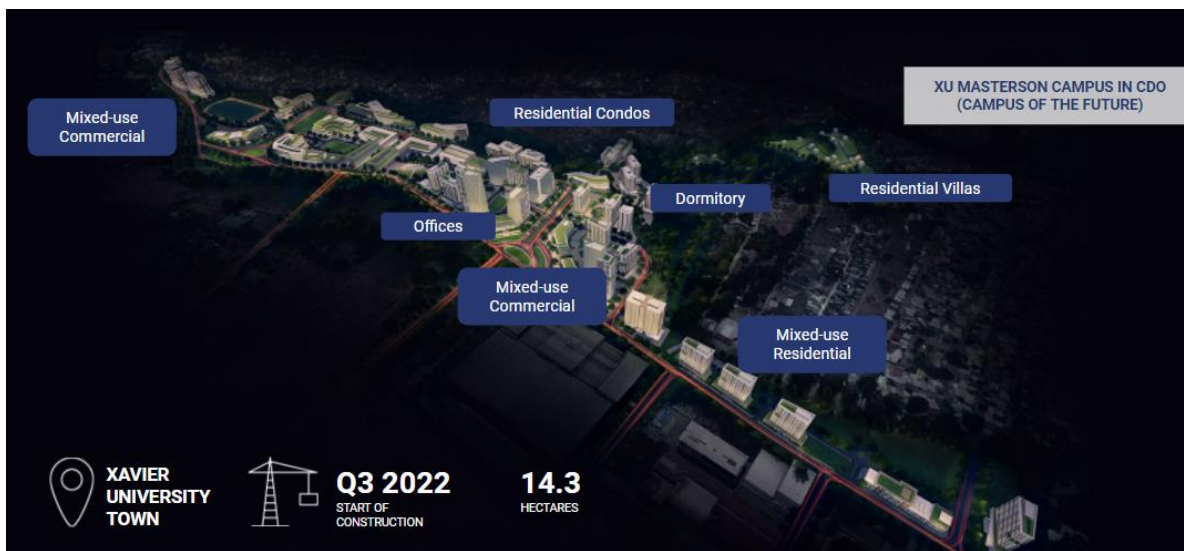 XU MASTERSON CAMPUS IN CDO
(CAMPUS OF THE FUTURE)
Mixed-use
Commercial
Residential Condos
Residential Villas
Dormitory
Offices
Mixed-use
Commercial
Mixed-use
Residential
XAVIER
UNIVERSITY
TOWN
Q3 2022
START OF
CONSTRUCTION
14.3
HECTARES